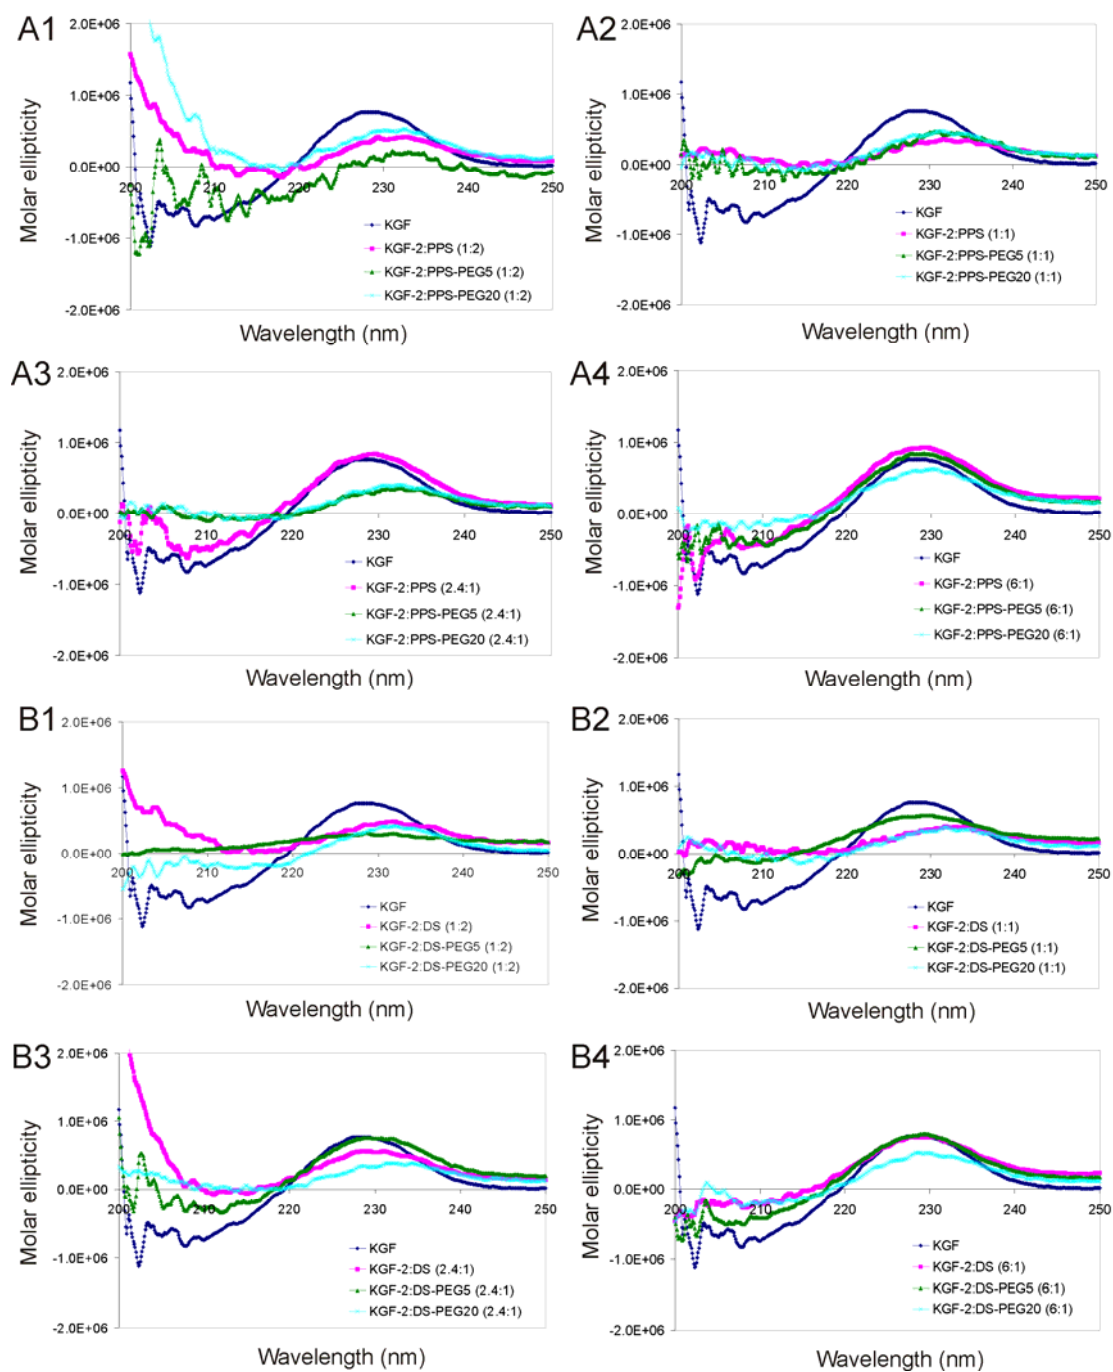 A1
2.0E+06
1.0E+06
0.0E+00
-1.0E+06
-2.0E+06
Molar ellipticity
200 210 220 230 240 250
KGF
KGF-2:PPS (1:2)
KGF-2:PPS-PEG5 (1:2)
KGF-2:PPS-PEG20 (1:2)
Wavelength (nm)
A2
2.0E+06
1.0E+06
0.0E+00
-1.0E+06
-2.0E+06
Molar ellipticity
200 210 220 230 240 250
KGF
KGF-2:PPS (1:1)
KGF-2:PPS-PEG5 (1:1)
KGF-2:PPS-PEG20 (1:1)
Wavelength (nm)
A3
2.0E+06
1.0E+06
0.0E+00
-1.0E+06
-2.0E+06
Molar ellipticity
200 210 220 230 240 250
KGF
KGF-2:PPS (2.4:1)
KGF-2:PPS-PEG5 (2.4:1)
KGF-2:PPS-PEG20 (2.4:1)
Wavelength (nm)
A4
2.0E+06
1.0E+06
0.0E+00
-1.0E+06
-2.0E+06
Molar ellipticity
200 210 220 230 240 250
KGF
KGF-2:PPS (6:1)
KGF-2:PPS-PEG5 (6:1)
KGF-2:PPS-PEG20 (6:1)
Wavelength (nm)
B1
2.0E+06
1.0E+06
0.0E+00
-1.0E+06
-2.0E+06
Molar ellipticity
200 210 220 230 240 250
KGF
KGF-2:DS (1:2)
KGF-2:DS-PEG5 (1:2)
KGF-2:DS-PEG20 (1:2)
Wavelength (nm)
B2
2.0E+06
1.0E+06
0.0E+00
-1.0E+06
-2.0E+06
Molar ellipticity
200 210 220 230 240 250
KGF
KGF-2:DS (1:1)
KGF-2:DS-PEG5 (1:1)
KGF-2:DS-PEG20 (1:1)
Wavelength (nm)
B3
2.0E+06
1.0E+06
0.0E+00
-1.0E+06
-2.0E+06
Molar ellipticity
200 210 220 230 240 250
KGF
KGF-2:DS (2.4:1)
KGF-2:DS-PEG5 (2.4:1)
KGF-2:DS-PEG20 (2.4:1)
Wavelength (nm)
B4
2.0E+06
1.0E+06
0.0E+00
-1.0E+06
-2.0E+06
Molar ellipticity
200 210 220 230 240 250
KGF
KGF-2:DS (6:1)
KGF-2:DS-PEG5 (6:1)
KGF-2:DS-PEG20 (6:1)
Wavelength (nm)